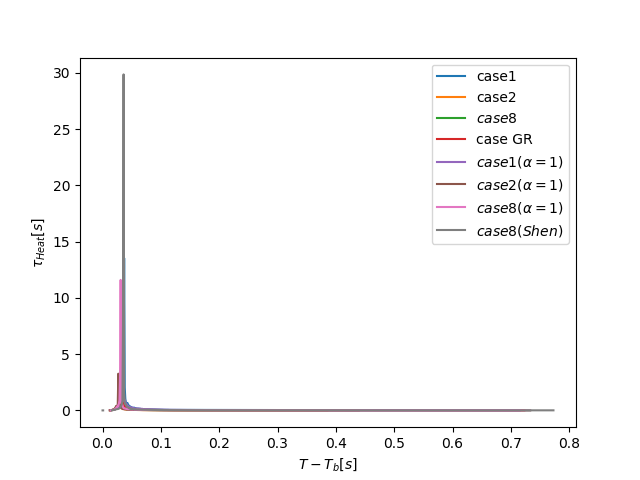 30
25
20
15
10
5
0
τHeat[s]
0.0 0.1 0.2 0.3 0.4 0.5 0.6 0.7 0.8
T − Tb[s]
case1
case2
case8
case GR
case1(α = 1)
case2(α = 1)
case8(α = 1)
case8(Shen)